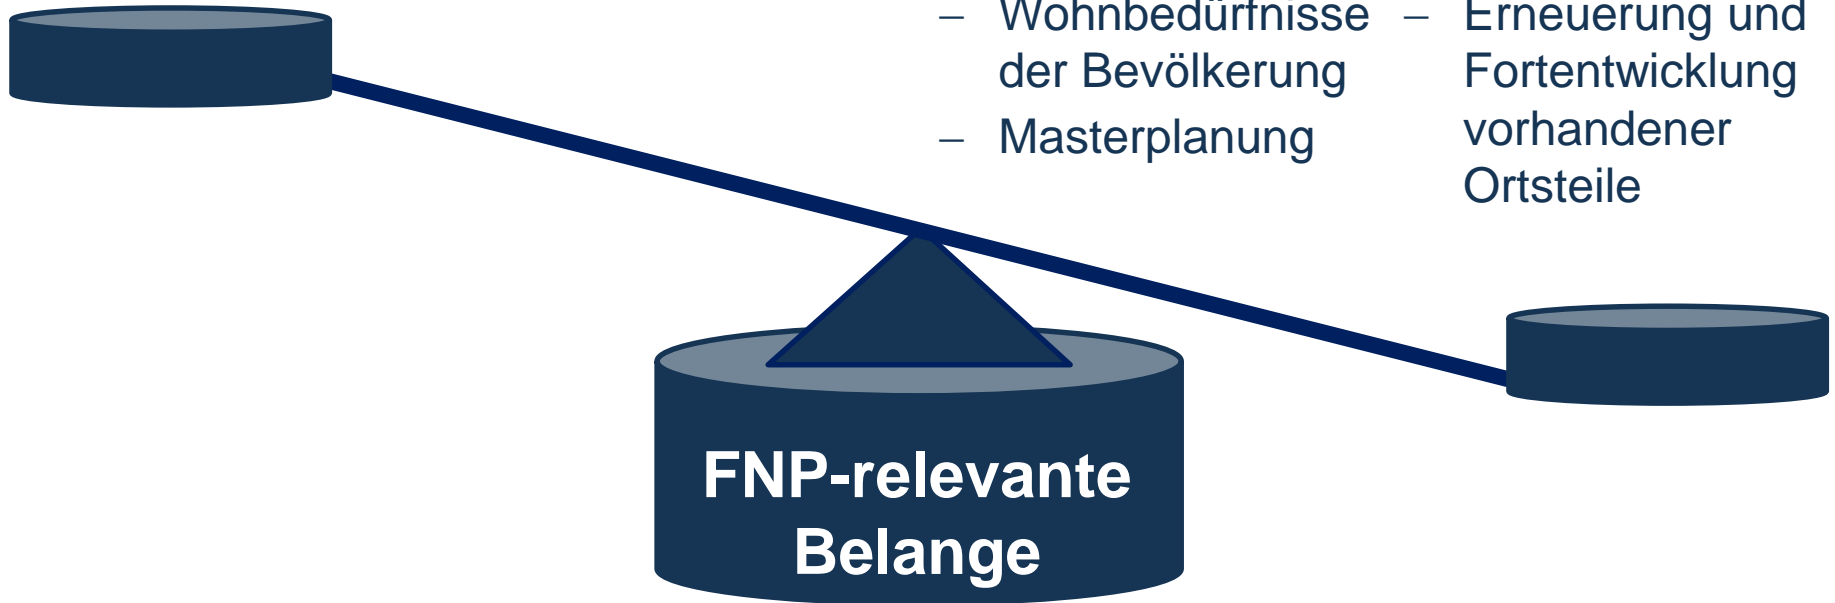 – Wohnbedürfnisse
der Bevölkerung
– Masterplanung
– Erneuerung und
Fortentwicklung
vorhandener
Ortsteile
FNP-relevante
Belange